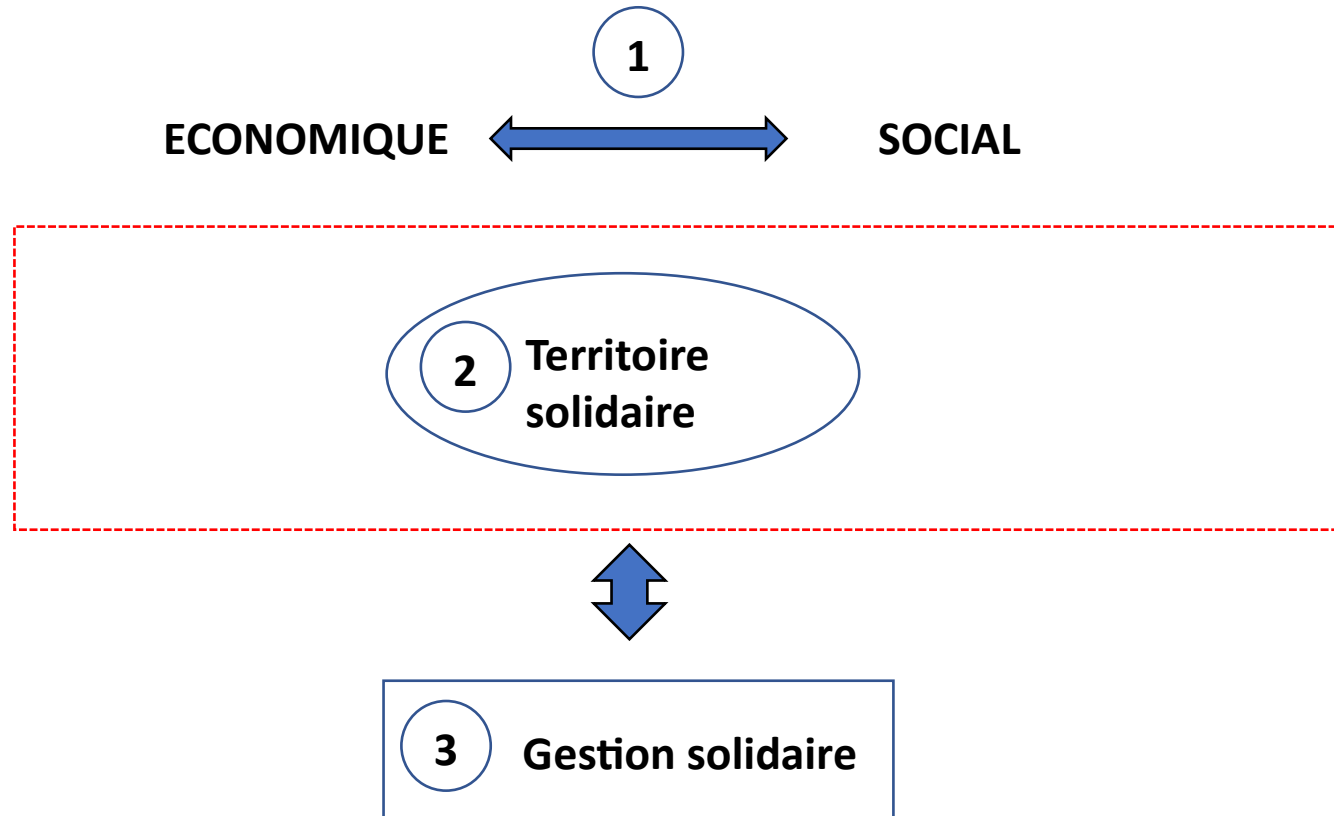 1
ECONOMIQUE SOCIAL
2 Territoire
solidaire
3 Gestion solidaire